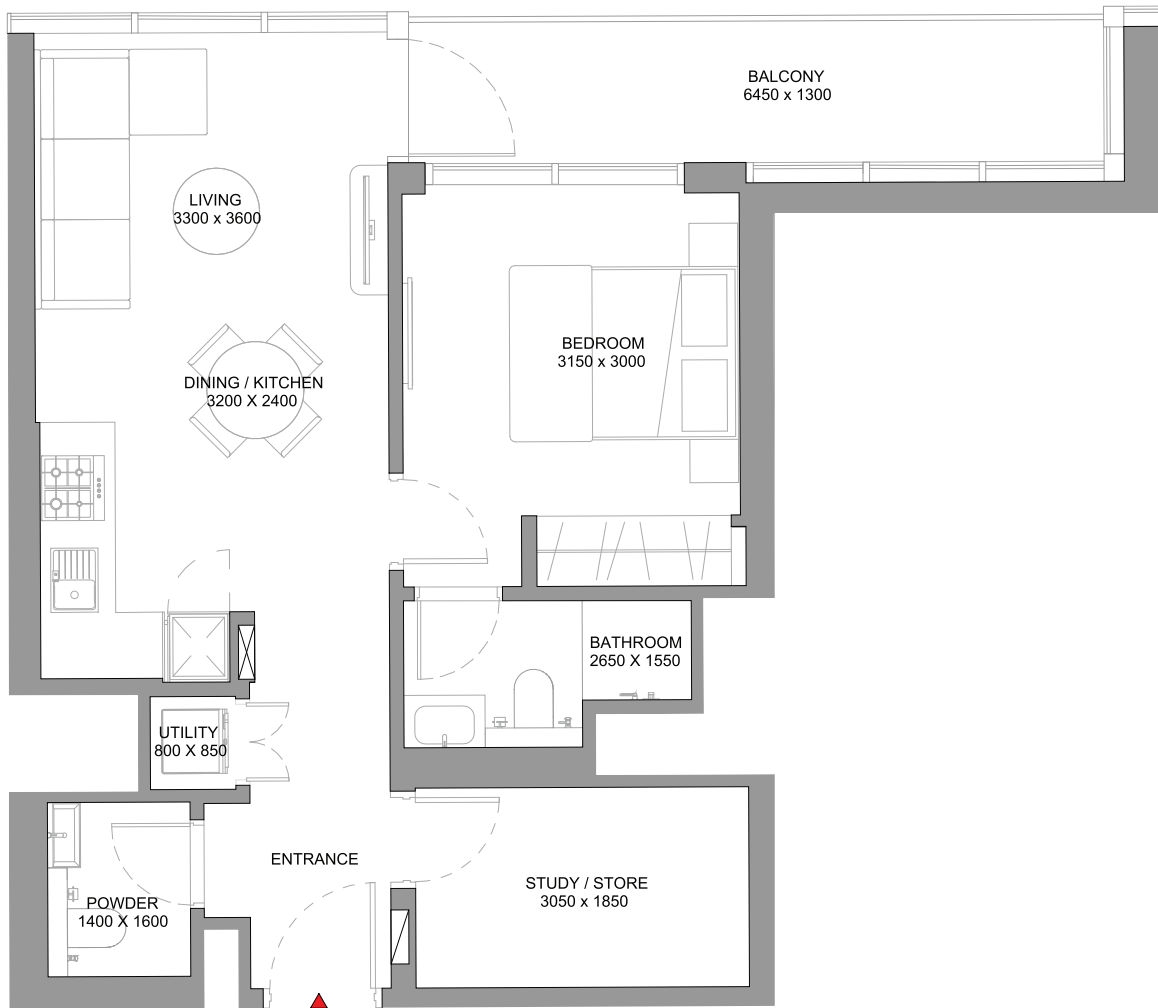 BALCONY
6450 x 1300
LIVING
3300 x 3600
BEDROOM
3150 x 3000
DINING / KITCHEN
3200 X 2400
BATHROOM
2650 X 1550
UTILITY
800 X 850
ENTRANCE
STUDY / STORE
3050 x 1850
POWDER
1400 X 1600